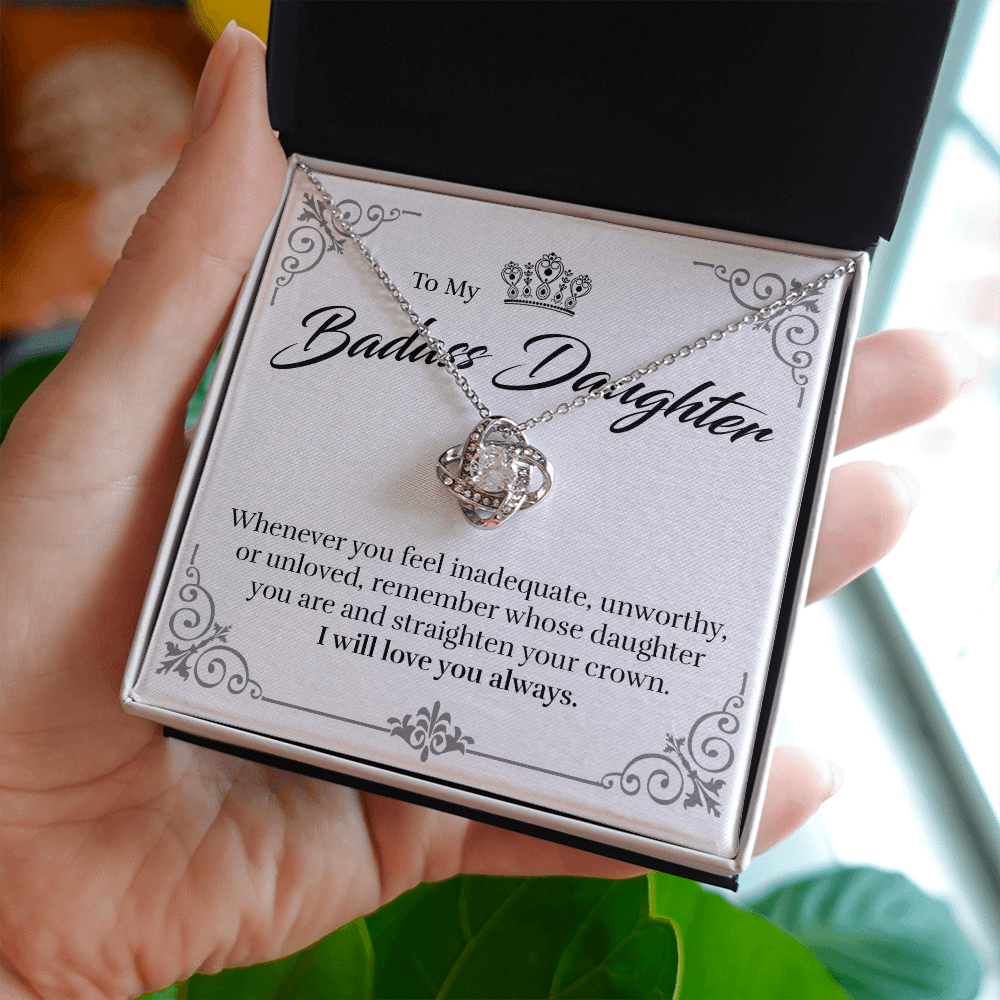 To My
Badass Daughter
Whenever you feel inadequate, unworthy,
or unloved, remember whose daughter
you are and straighten your crown.
I will love you always.